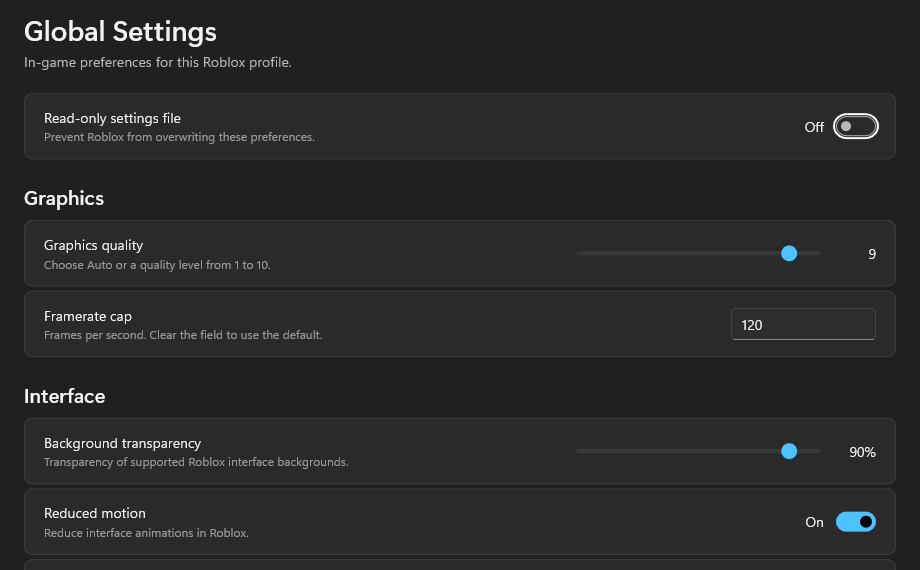 Global Settings
In-game preferences for this Roblox profile.
Read-only settings file
Prevent Roblox from overwriting these preferences.
Off
Graphics
Graphics quality
Choose Auto or a quality level from 1 to 10.
9
Framerate cap
Frames per second. Clear the field to use the default.
120
Interface
Background transparency
Transparency of supported Roblox interface backgrounds.
90%
Reduced motion
Reduce interface animations in Roblox.
On